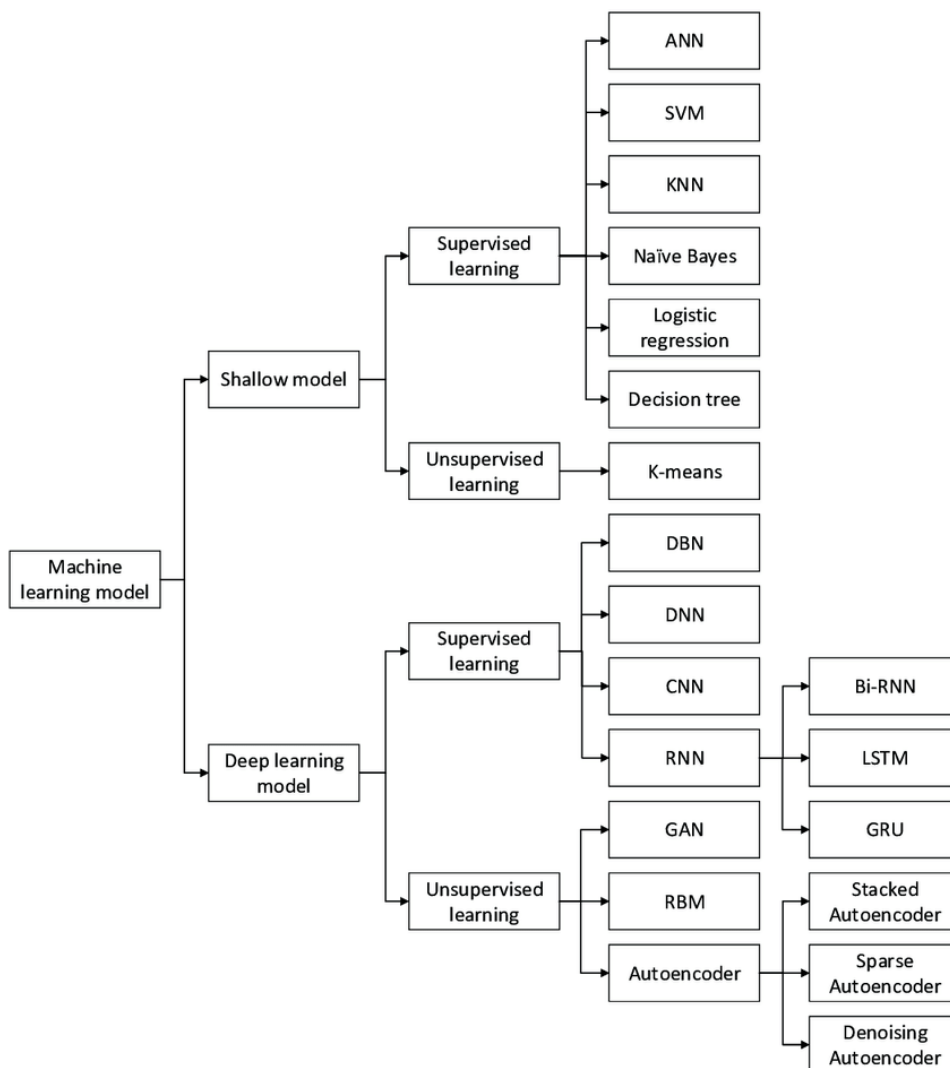 ANN
SVM
KNN
Supervised
learning
Naïve Bayes
Logistic
regression
Shallow model
Decision tree
Unsupervised
learning
K-means
Machine
learning model
DBN
DNN
Supervised
learning
CNN
Bi-RNN
Deep learning
model
RNN
LSTM
GAN
GRU
Unsupervised
learning
RBM
Stacked
Autoencoder
Autoencoder
Sparse
Autoencoder
Denoising
Autoencoder